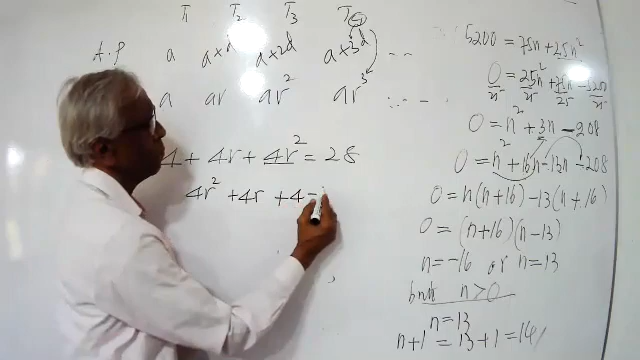 T₁ T₂ T₃ T₄
A.P a a+d a+2d a+3d ...
a ar ar² ar³ ...
4 + 4r + 4r² = 28
4r² + 4r + 4 -
5200 = 75n + 25n²
0 = 25n²/25 + 75n/25 - 5200/25
0 = n² + 3n - 208
0 = n² + 16n - 13n - 208
0 = n(n+16) - 13(n+16)
0 = (n+16)(n-13)
n = -16 or n = 13
but n > 0
n = 13
n+1 = 13+1 = 14